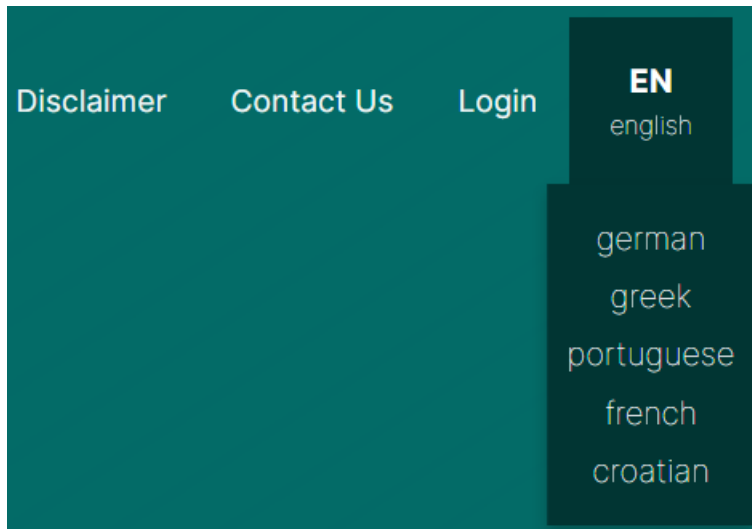 Disclaimer Contact Us Login EN
english
german
greek
portuguese
french
croatian